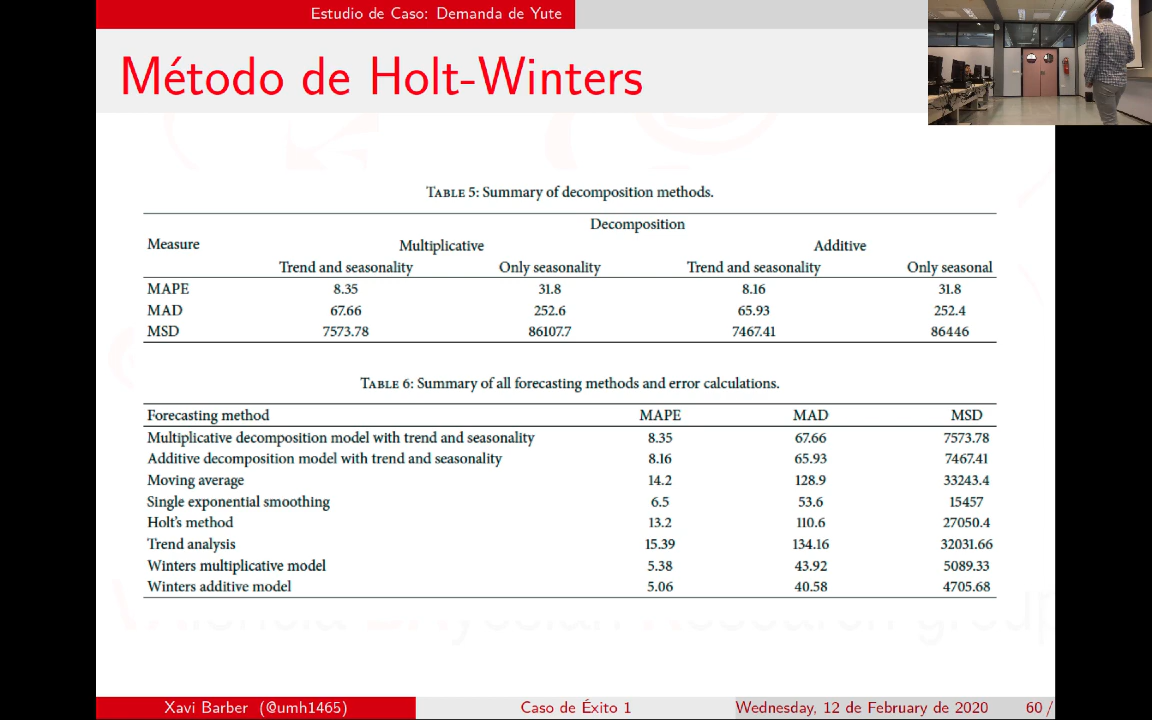 Estudio de Caso: Demanda de Yute
Método de Holt-Winters
TABLE 5: Summary of decomposition methods.
Decomposition
Measure Multiplicative Additive
Trend and seasonality Only seasonality Trend and seasonality Only seasonal
MAPE 8.35 31.8 8.16 31.8
MAD 67.66 252.6 65.93 252.4
MSD 7573.78 86107.7 7467.41 86446
TABLE 6: Summary of all forecasting methods and error calculations.
Forecasting method MAPE MAD MSD
Multiplicative decomposition model with trend and seasonality 8.35 67.66 7573.78
Additive decomposition model with trend and seasonality 8.16 65.93 7467.41
Moving average 14.2 128.9 33243.4
Single exponential smoothing 6.5 53.6 15457
Holt's method 13.2 110.6 27050.4
Trend analysis 15.39 134.16 32031.66
Winters multiplicative model 5.38 43.92 5089.33
Winters additive model 5.06 40.58 4705.68
Xavi Barber (@umh1465) Caso de Éxito 1 Wednesday, 12 de February de 2020 60 /